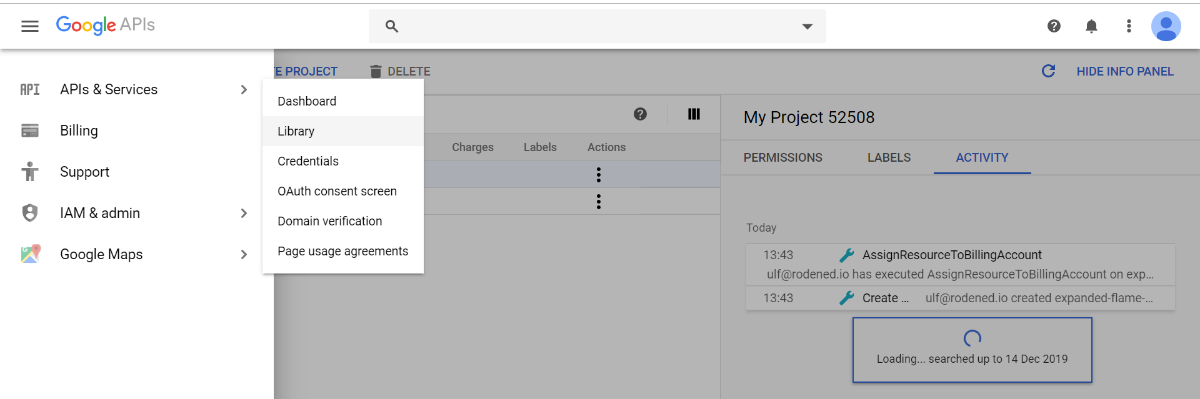 Google APIs
API APIs & Services
Billing
Support
IAM & admin
Google Maps
Dashboard
Library
Credentials
OAuth consent screen
Domain verification
Page usage agreements
TE PROJECT DELETE HIDE INFO PANEL
Charges Labels Actions
My Project 52508
PERMISSIONS LABELS ACTIVITY
Today
13:43 AssignResourceToBillingAccount
ulf@rodened.io has executed AssignResourceToBillingAccount on exp…
13:43 Create … ulf@rodened.io created expanded-flame-…
Loading... searched up to 14 Dec 2019